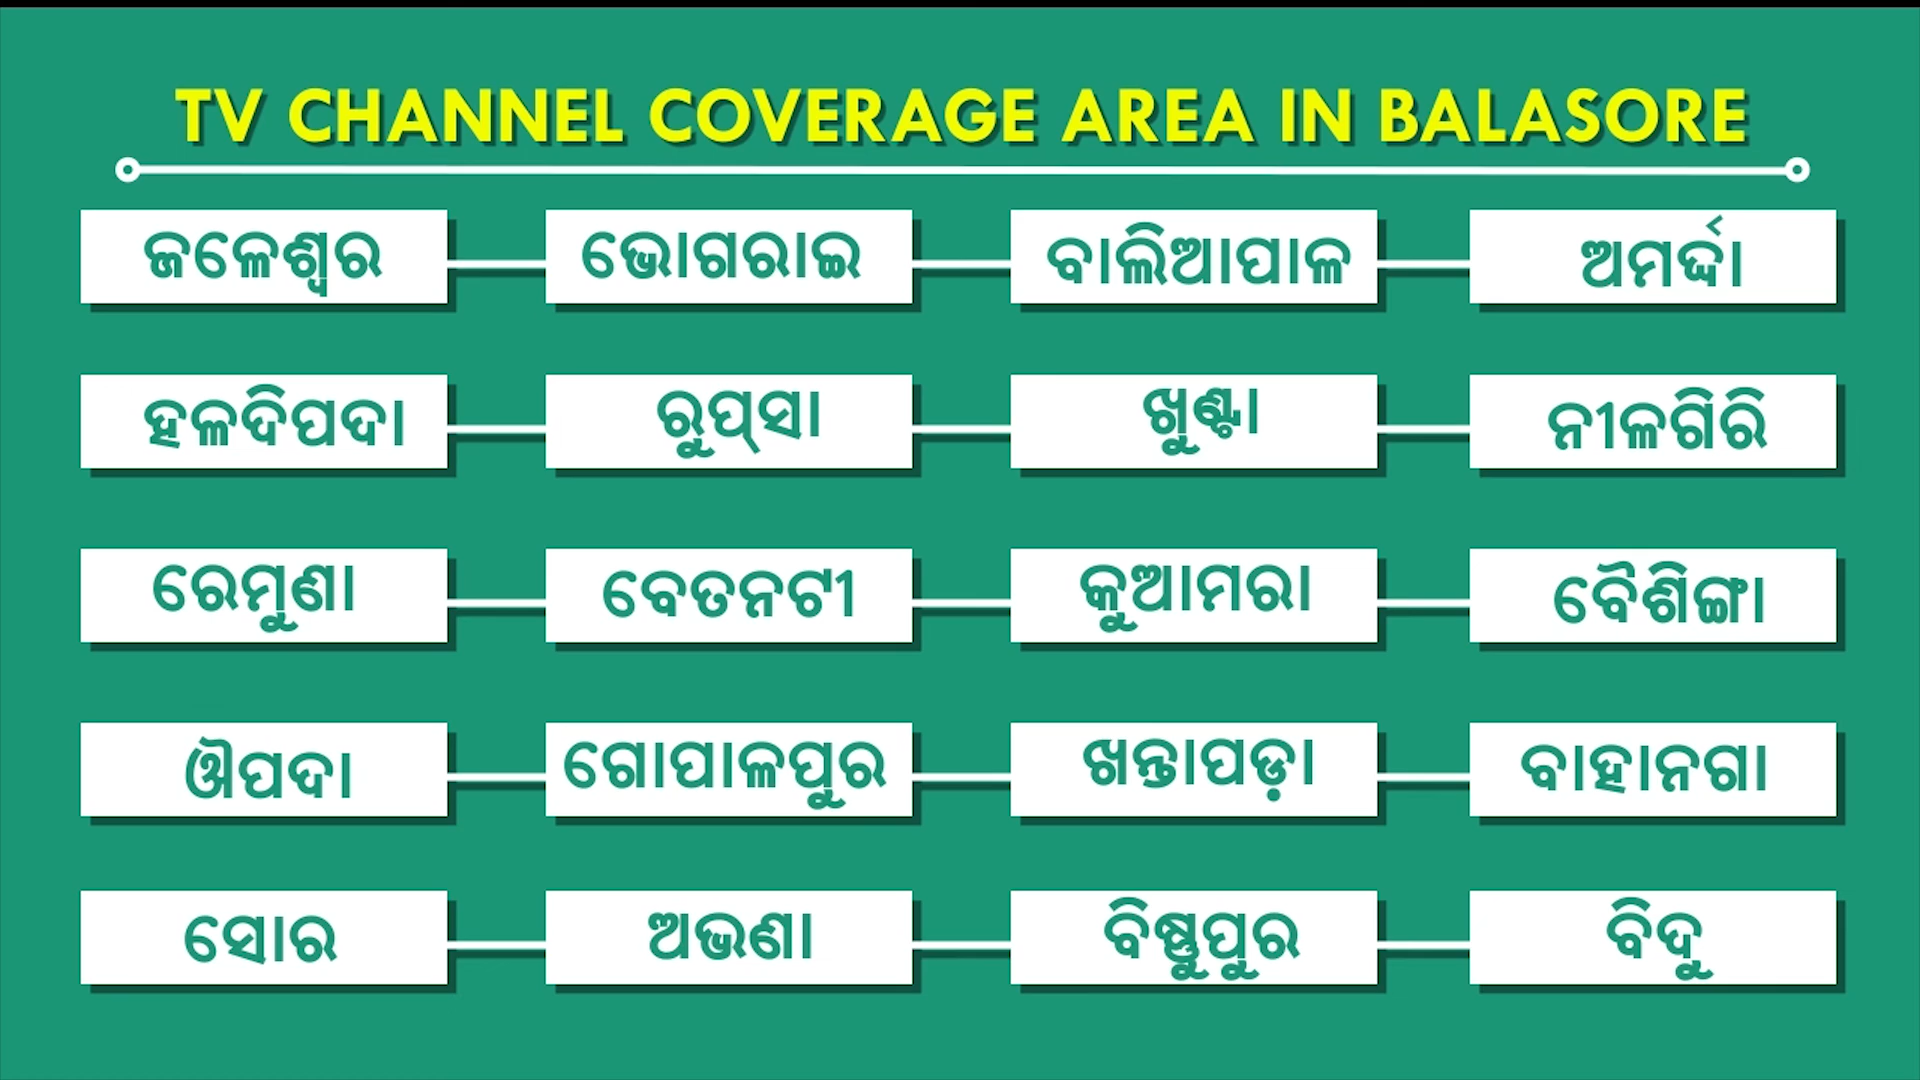 TV CHANNEL COVERAGE AREA IN BALASORE
ଜଳେଶ୍ୱର ଭୋଗରାଇ ବାଲିଆପାଳ ଅମର୍ଦ୍ଦା
ହଳଦିପଦା ରୁପ୍‌ସା ଖୁଣ୍ଟା ନୀଳଗିରି
ରେମୁଣା ବେତନଟୀ କୁଆମରା ବୈଶିଙ୍ଗା
ଔପଦା ଗୋପାଳପୁର ଖନ୍ତାପଡ଼ା ବାହାନଗା
ସୋର ଅଭଣା ବିଷ୍ଣୁପୁର ବିଦୁ